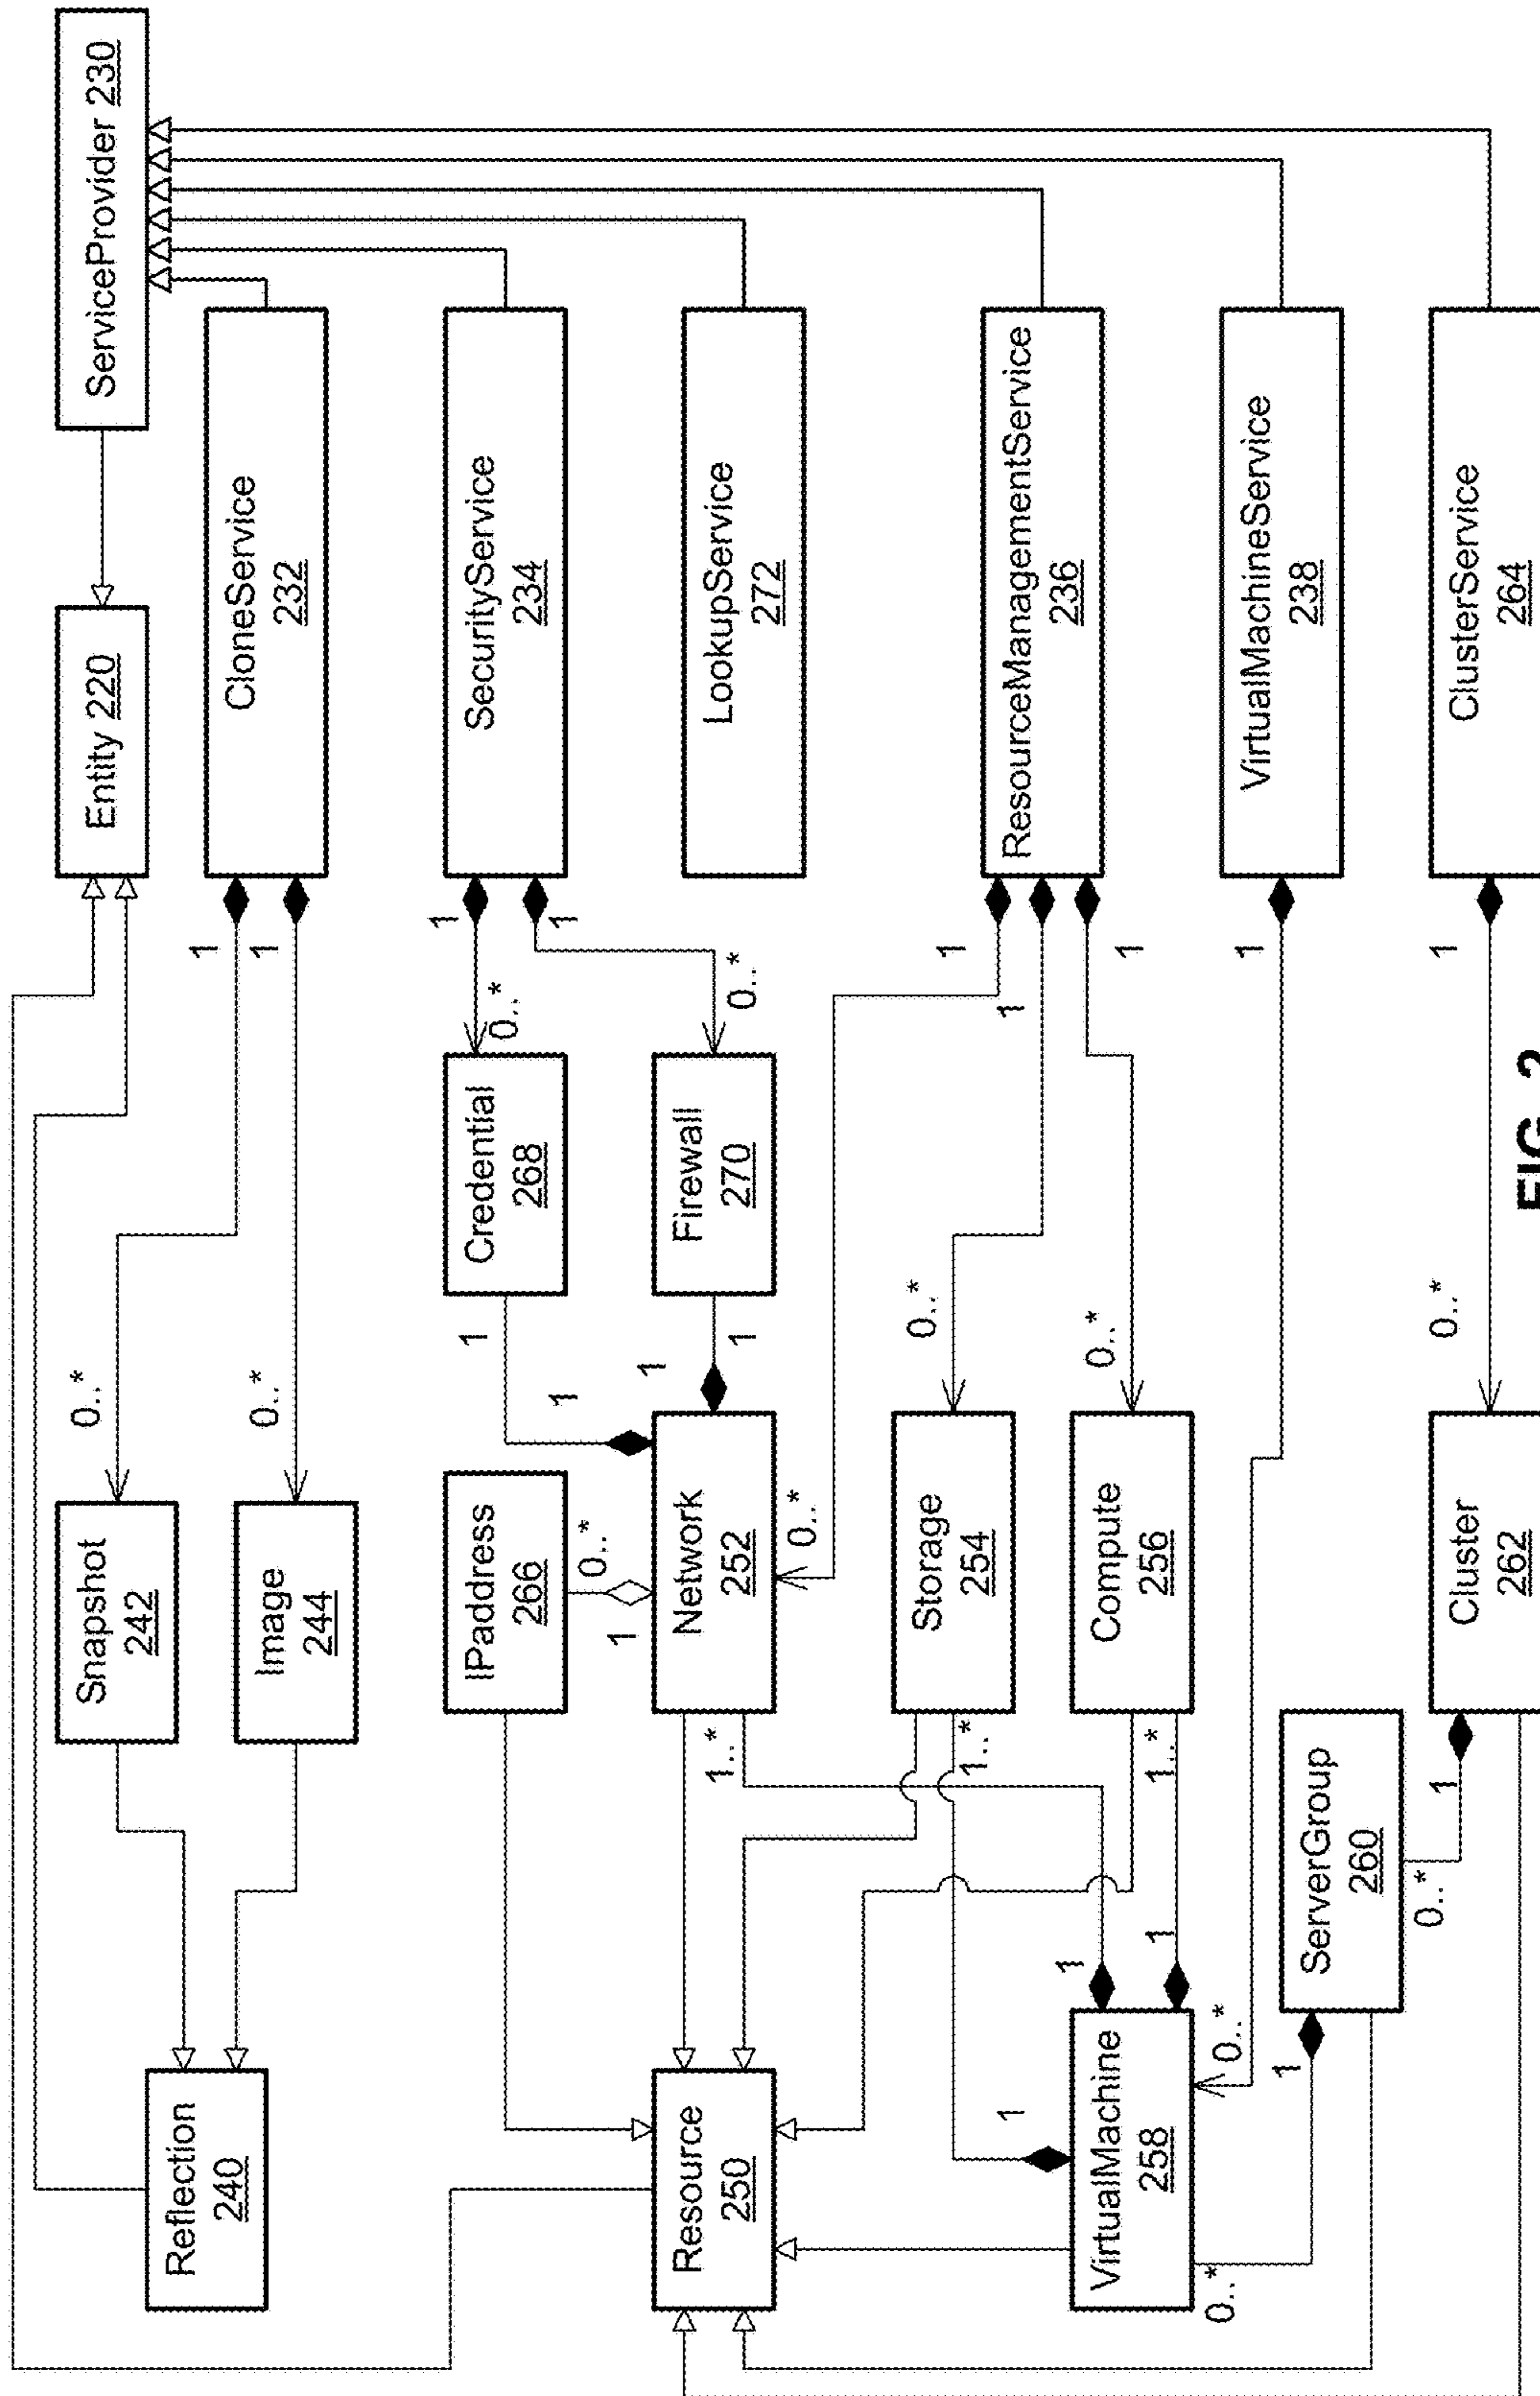 ServiceProvider 230
Entity 220
0..*
Snapshot
242
Reflection
240
1
CloneService
232
1
0..*
Image
244
1
SecurityService
234
1
0..*
Credential
268
1
1
IPaddress
266
0..*
1
0..*
Firewall
270
1
1
Network
252
0..*
1..*
Resource
250
LookupService
272
1
1
1
ResourceManagementService
236
0..*
Storage
254
1..*
1
0..*
Compute
256
1..*
1
1
VirtualMachine
258
0..*
0..*
1
VirtualMachineService
238
1
ServerGroup
260
0..*
1
1
ClusterService
264
0..*
Cluster
262
FIG. 2